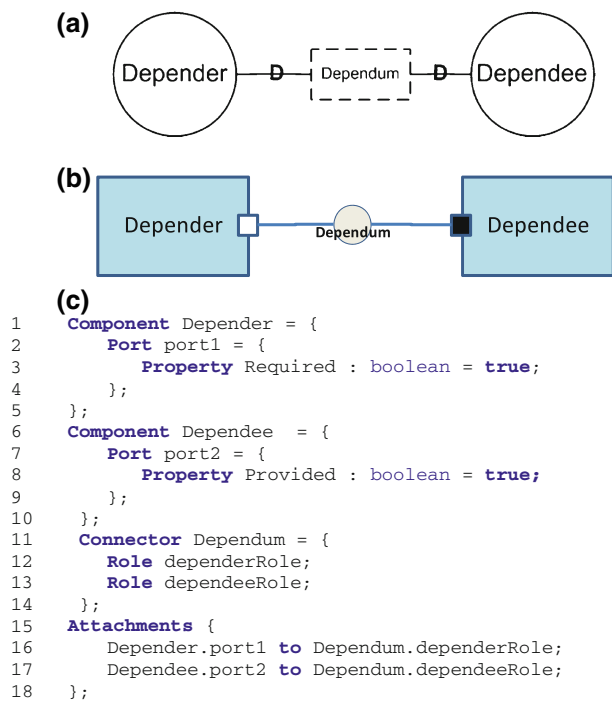 (a)
Depender D Dependum D Dependee
(b)
Depender Dependum Dependee
(c)
1 Component Depender = {
2 Port port1 = {
3 Property Required : boolean = true;
4 };
5 };
6 Component Dependee = {
7 Port port2 = {
8 Property Provided : boolean = true;
9 };
10 };
11 Connector Dependum = {
12 Role dependerRole;
13 Role dependeeRole;
14 };
15 Attachments {
16 Depender.port1 to Dependum.dependerRole;
17 Dependee.port2 to Dependum.dependeeRole;
18 };